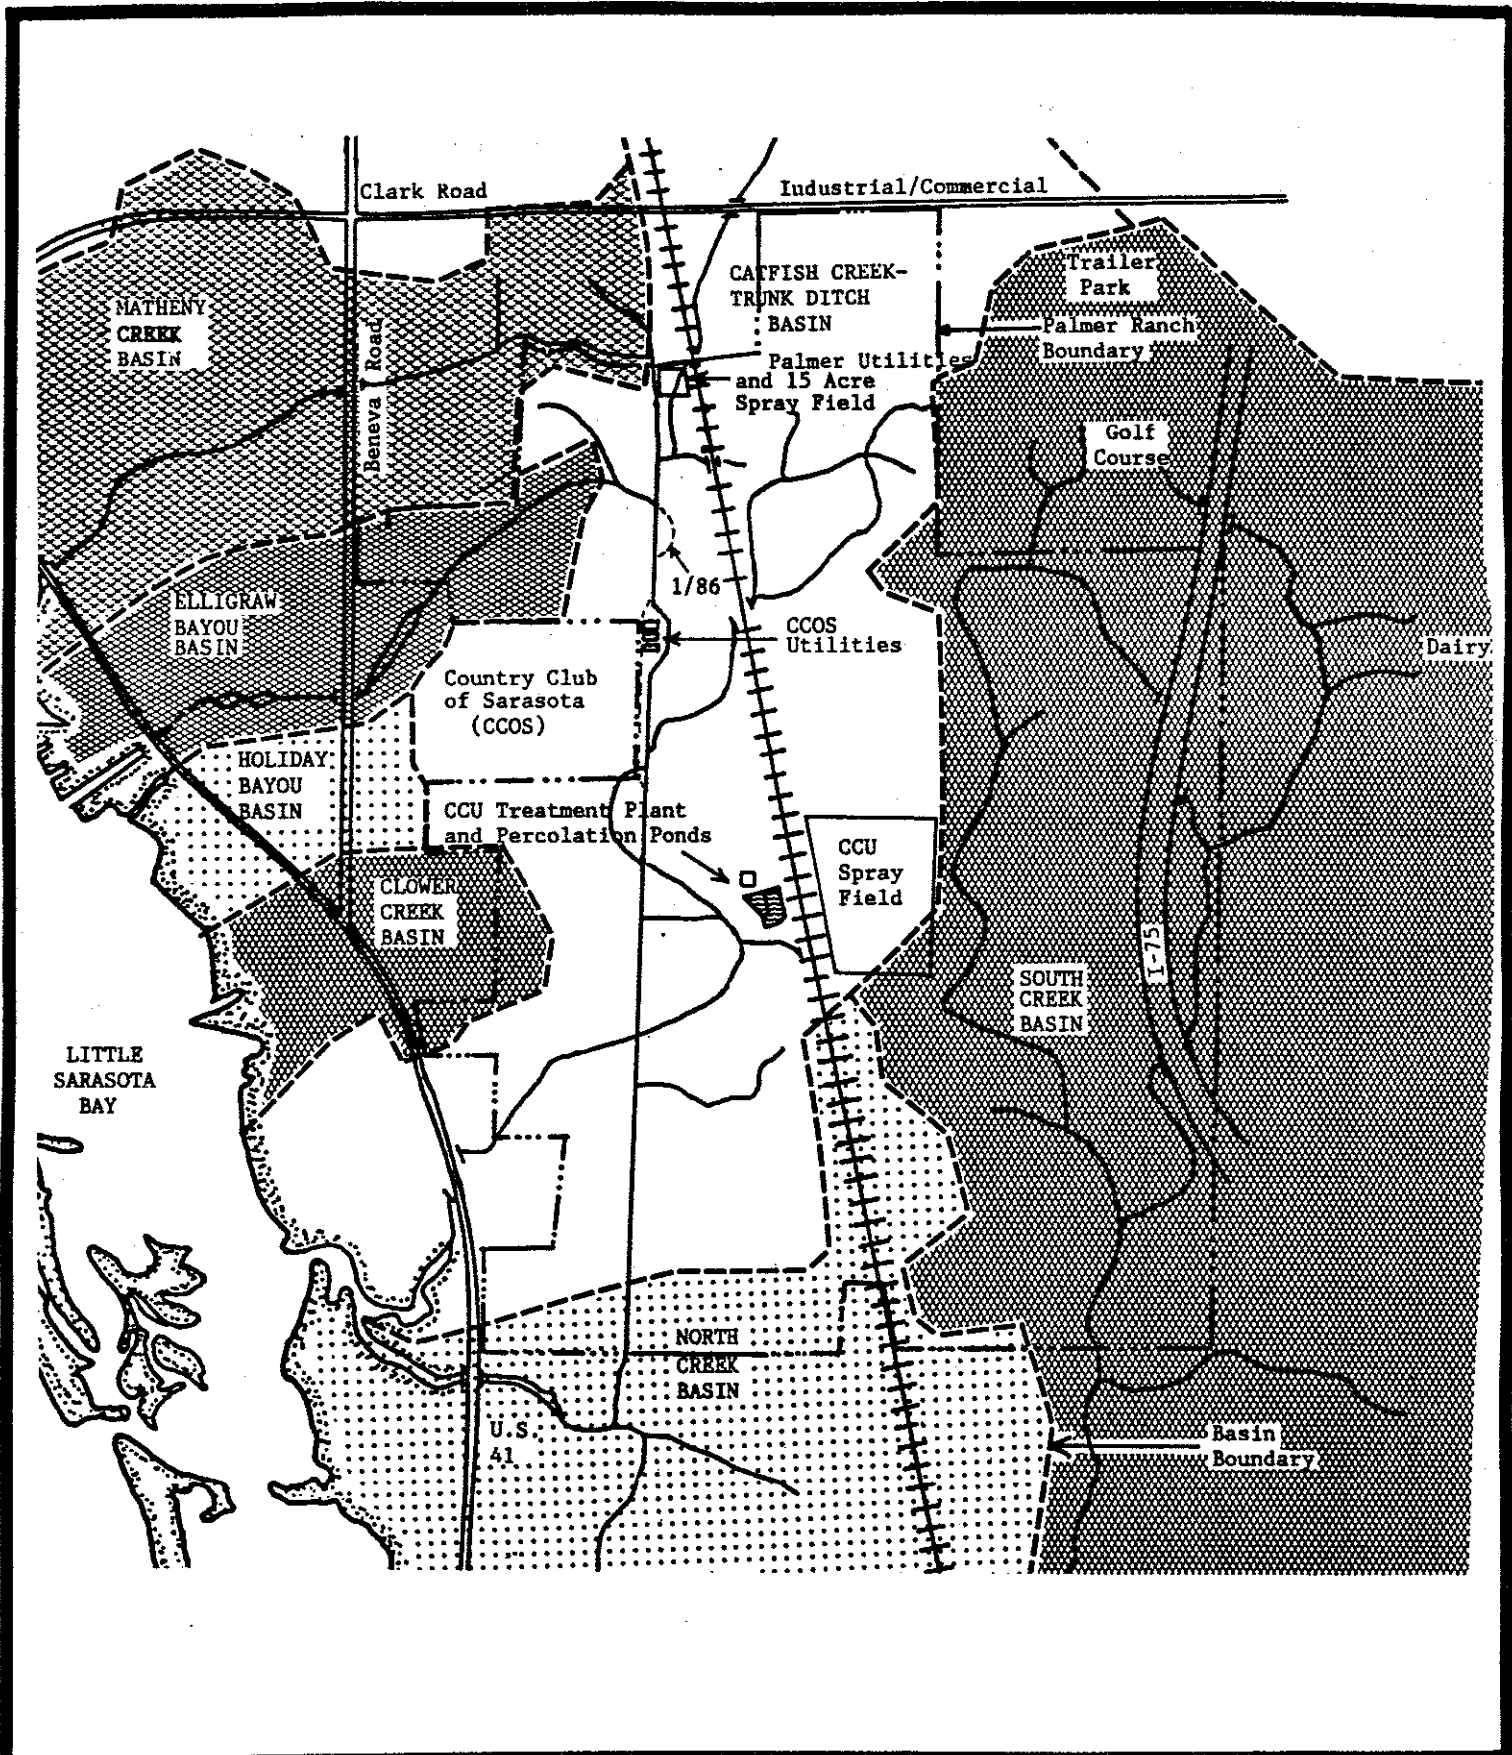 Clark Road
Industrial/Commercial
MATHENY
CREEK
BASIN
Beneva Road
CATFISH CREEK-
TRUNK DITCH
BASIN
Trailer
Park
Palmer Ranch
Boundary
Palmer Utilities
and 15 Acre
Spray Field
Golf
Course
1/86
ELLIGRAW
BAYOU
BASIN
CCOS
Utilities
Dairy
Country Club
of Sarasota
(CCOS)
HOLIDAY
BAYOU
BASIN
CCU Treatment Plant
and Percolation Ponds
CCU
Spray
Field
CLOWER
CREEK
BASIN
I-75
SOUTH
CREEK
BASIN
LITTLE
SARASOTA
BAY
NORTH
CREEK
BASIN
U.S.
41
Basin
Boundary